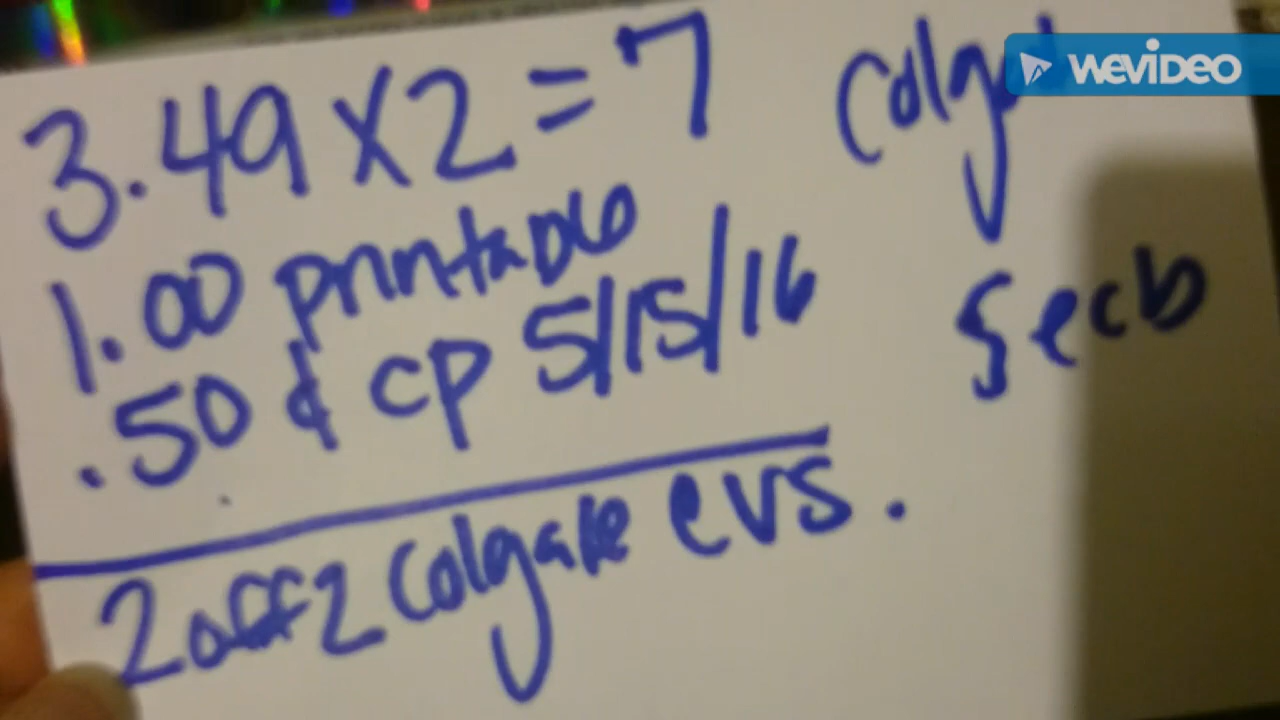 3.49 x 2 = 7
Colga
WEVIDEO
1.00 printable
.50 & CP 5/15/16
5 ecb
2 off 2 Colgate evs.